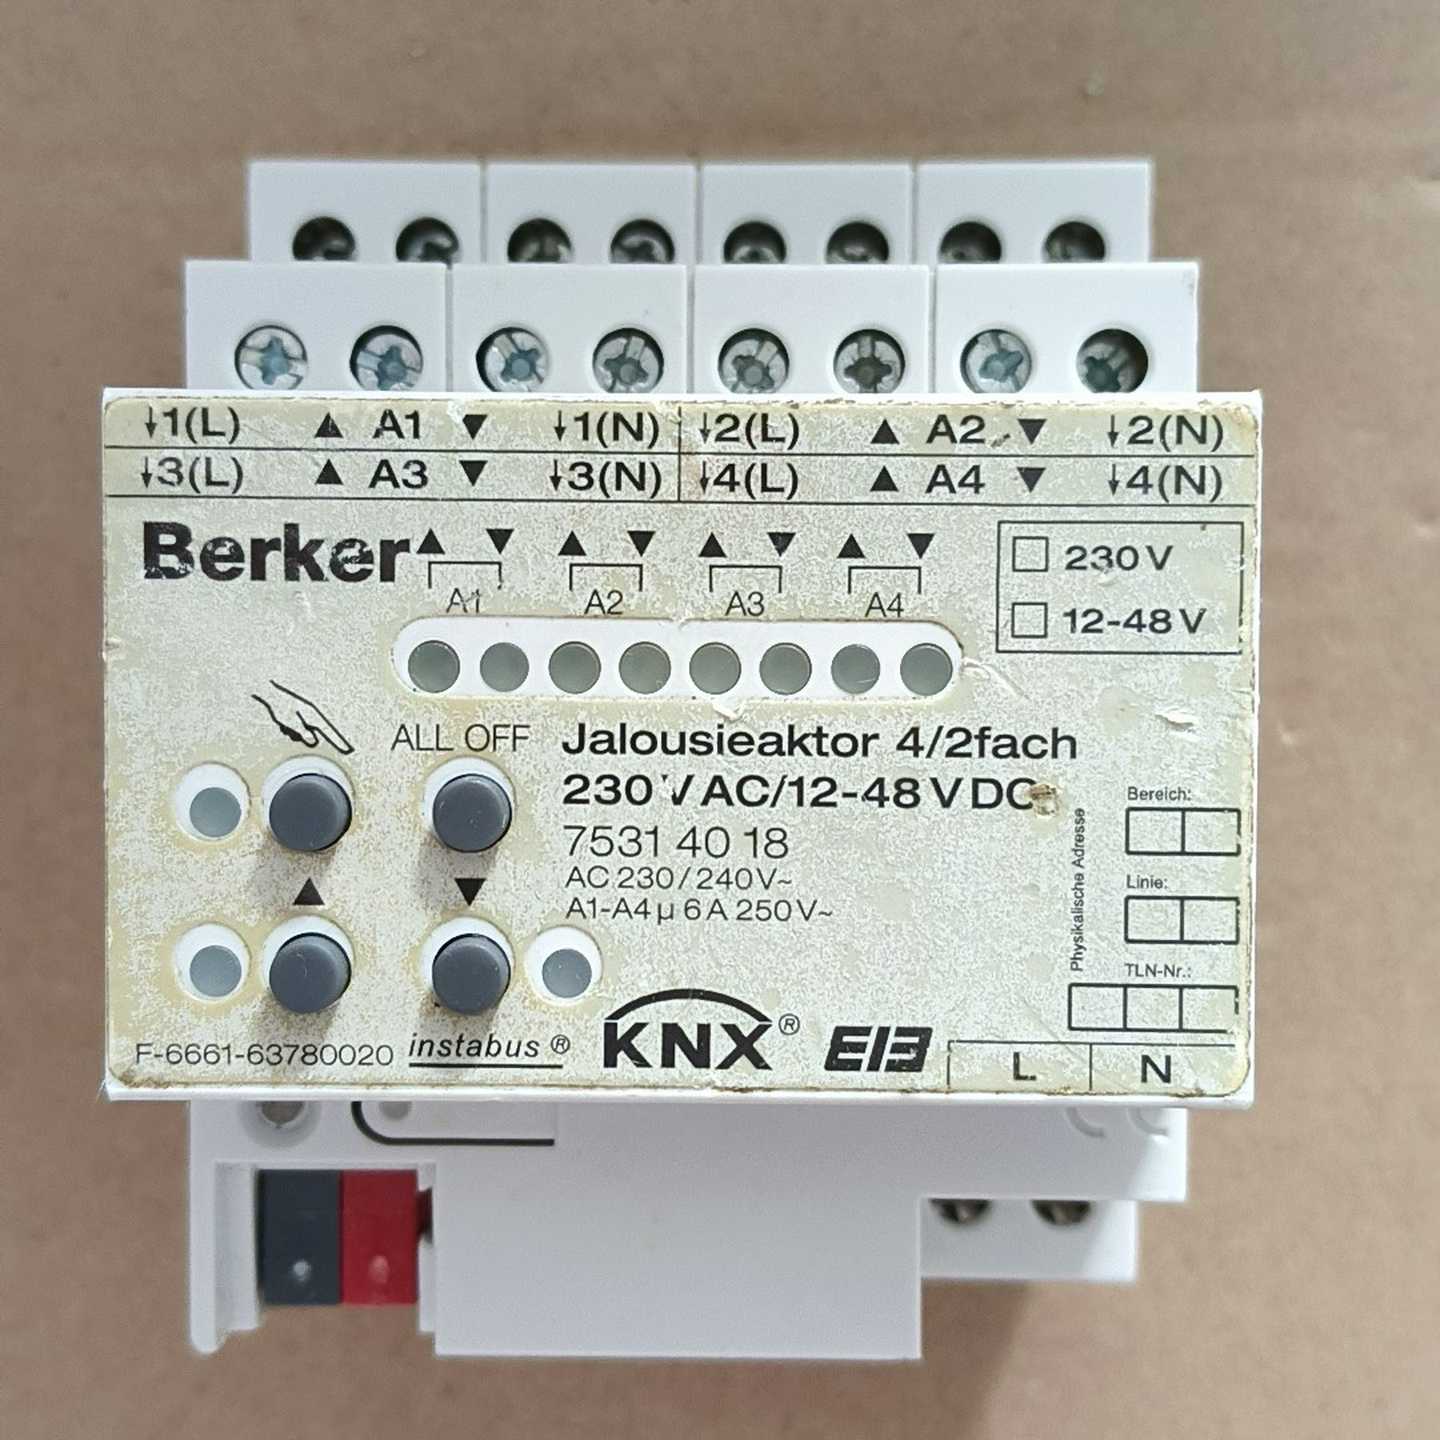 ↓1(L) ▲ A1 ▼ ↓1(N) ↓2(L) ▲ A2 ▼ ↓2(N)
↓3(L) ▲ A3 ▼ ↓3(N) ↓4(L) ▲ A4 ▼ ↓4(N)
Berker
▲ ▼ ▲ ▼ ▲ ▼ ▲ ▼
A1 A2 A3 A4
230 V
12-48 V
ALL OFF
Jalousieaktor 4/2fach
230 V AC/12-48 V DC
7531 40 18
AC 230/240V~
A1-A4 µ 6 A 250 V~
▲ ▼
Physikalische Adresse
Bereich:
Linie:
TLN-Nr.:
F-6661-63780020
instabus ®
KNX ®
EIB
L N